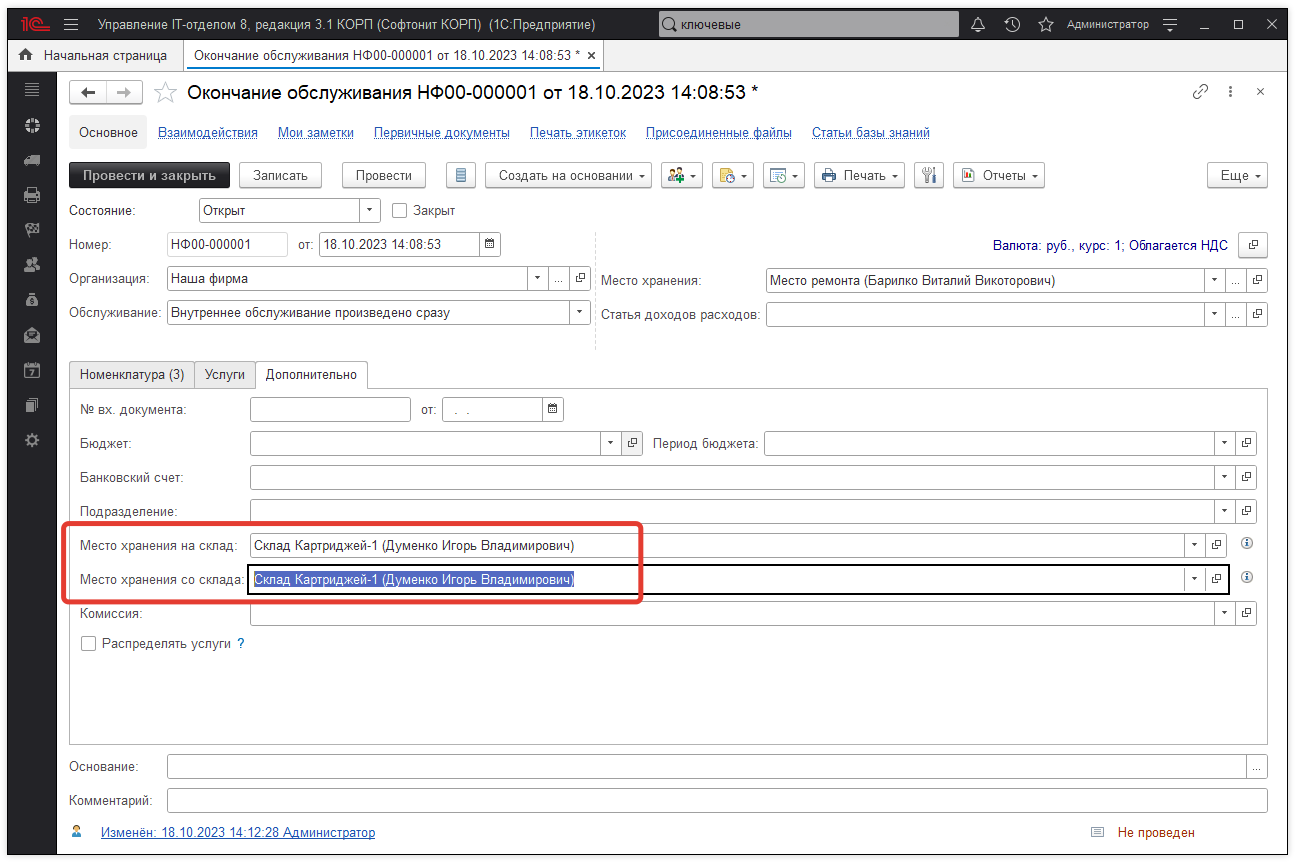 1С Управление IT-отделом 8, редакция 3.1 КОРП (Софтонит КОРП) (1С:Предприятие) ключевые Администратор
Начальная страница Окончание обслуживания НФ00-000001 от 18.10.2023 14:08:53 * ×
Окончание обслуживания НФ00-000001 от 18.10.2023 14:08:53 *
Основное Взаимодействия Мои заметки Первичные документы Печать этикеток Присоединенные файлы Статьи базы знаний
Провести и закрыть Записать Провести Создать на основании Печать Отчеты Еще
Состояние: Открыт Закрыт
Номер: НФ00-000001 от: 18.10.2023 14:08:53 Валюта: руб., курс: 1; Облагается НДС
Организация: Наша фирма ... Место хранения: Место ремонта (Барилко Виталий Викоторович) ...
Обслуживание: Внутреннее обслуживание произведено сразу Статья доходов расходов: ...
Номенклатура (3) Услуги Дополнительно
№ вх. документа: от: . .
Бюджет: Период бюджета:
Банковский счет:
Подразделение:
Место хранения на склад: Склад Картриджей-1 (Думенко Игорь Владимирович)
Место хранения со склада: Склад Картриджей-1 (Думенко Игорь Владимирович)
Комиссия:
Распределять услуги ?
Основание: ...
Комментарий:
Изменён: 18.10.2023 14:12:28 Администратор Не проведен